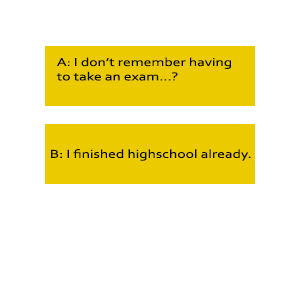 A: I don't remember having
to take an exam...?
B: I finished highschool already.